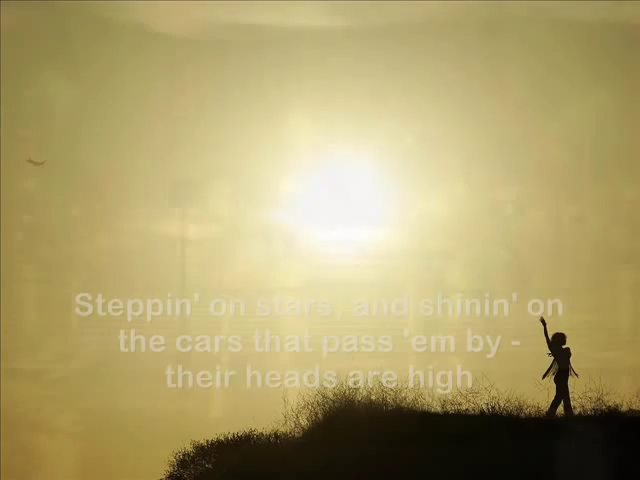 Steppin' on stars, and shinin' on
the cars that pass 'em by -
their heads are high